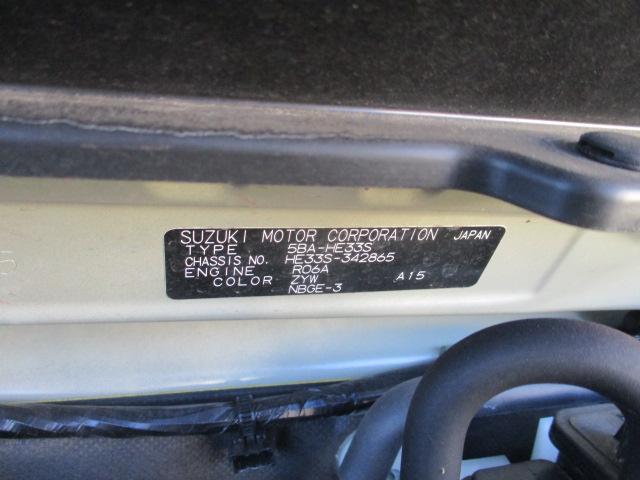 SUZUKI MOTOR CORPORATION JAPAN
TYPE 5BA-HE33S
CHASSIS NO. HE33S-342865
ENGINE R06A
COLOR ZYW A15
NBGE-3